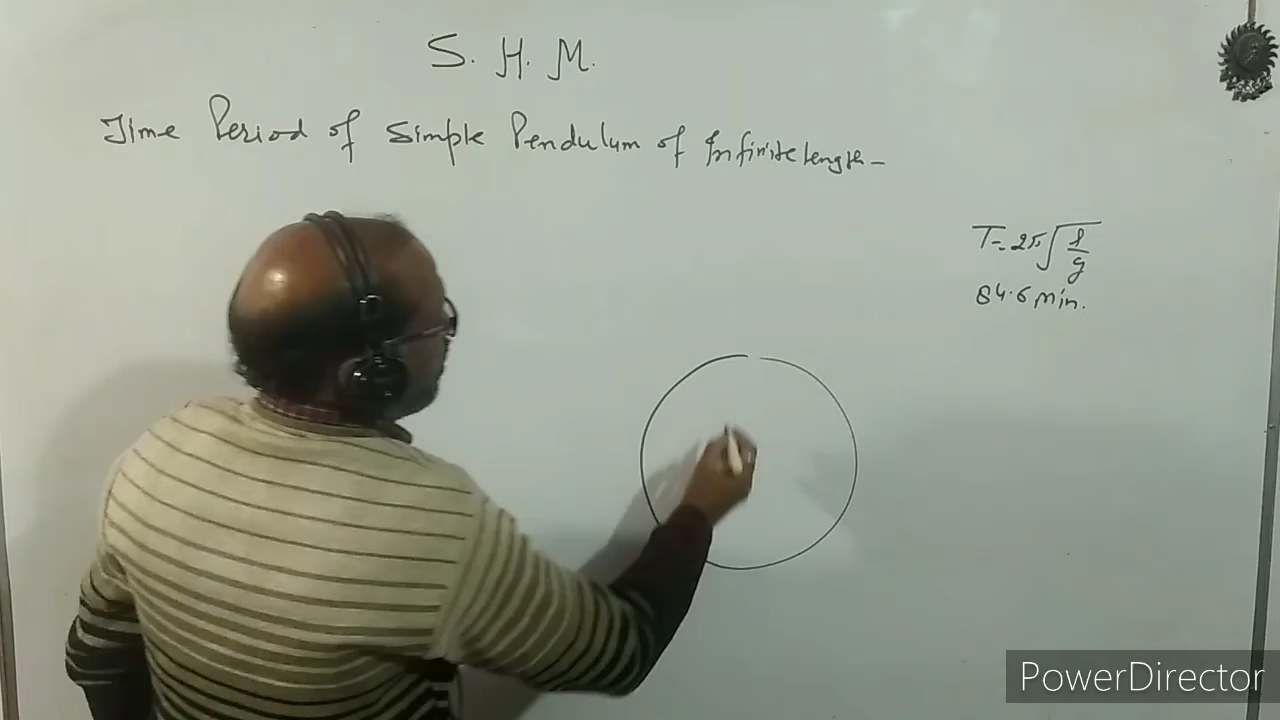 S. H. M.
Time Period of Simple Pendulum of Infinite length -
T = 2π√(l/g)
84.6 min.
PowerDirector